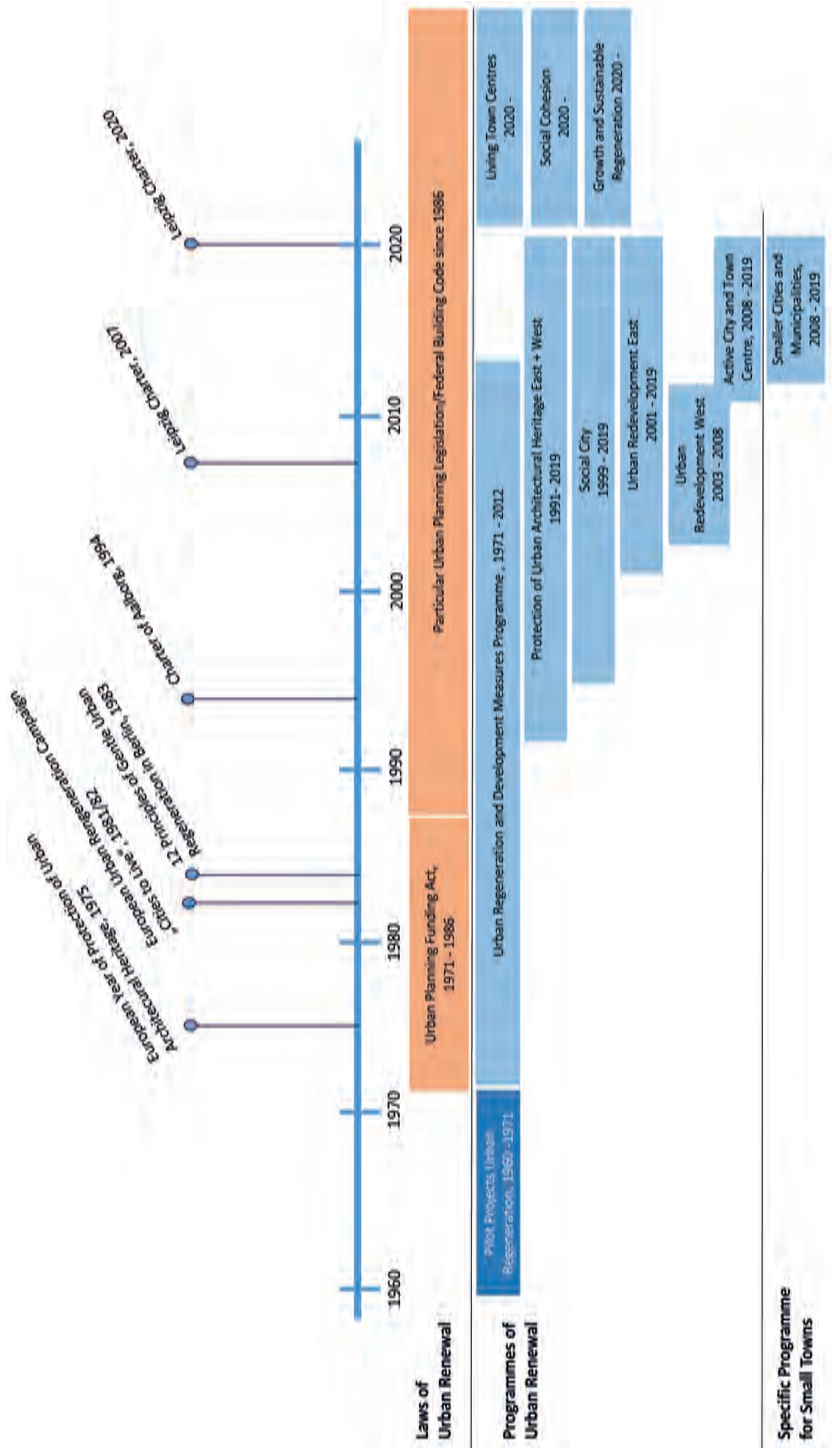 European Year of Protection of Urban
Architecural Heritage, 1975
European Urban Rengeneration Campaign
„Cities to Live“, 1981/82
12 Principles of Gentle Urban
Regeneration in Berlin, 1983
Charter of Aalborg, 1994
Leipzig Charter, 2007
Leipzig Charter, 2020
1960
1970
1980
1990
2000
2010
2020
Laws of
Urban Renewal
Urban Planning Funding Act,
1971 - 1986
Particular Urban Planning Legislation/Federal Building Code since 1986
Programmes of
Urban Renewal
Pilot Projects Urban
Regeneration, 1960 -1971
Urban Regeneration and Development Measures Programme , 1971 - 2012
Living Town Centres
2020 -
Protection of Urban Architectural Heritage East + West
1991- 2019
Social Cohesion
2020 -
Social City
1999 - 2019
Growth and Sustainable
Regeneration 2020 -
Urban Redevelopment East
2001 - 2019
Urban
Redevelopment West
2003 - 2008
Active City and Town
Centre, 2008 - 2019
Specific Programme
for Small Towns
Smaller Cities and
Municipalities,
2008 - 2019